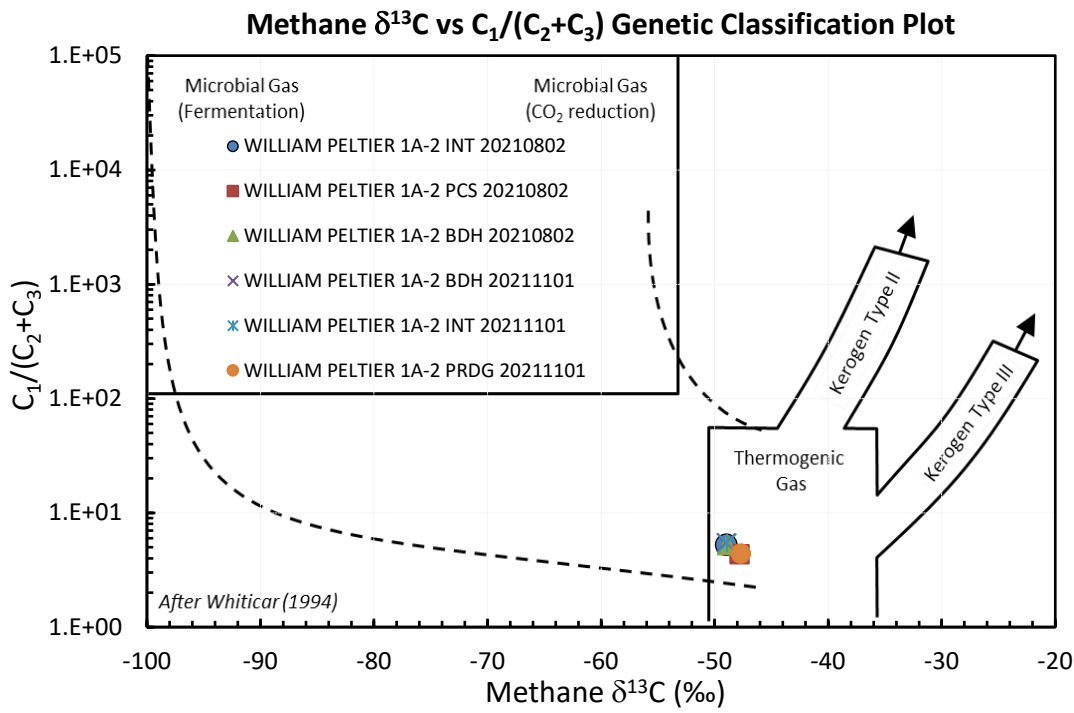 Methane δ¹³C vs C₁/(C₂+C₃) Genetic Classification Plot
C₁/(C₂+C₃)
1.E+05
1.E+04
1.E+03
1.E+02
1.E+01
1.E+00
Microbial Gas
(Fermentation)
Microbial Gas
(CO₂ reduction)
WILLIAM PELTIER 1A-2 INT 20210802
WILLIAM PELTIER 1A-2 PCS 20210802
WILLIAM PELTIER 1A-2 BDH 20210802
WILLIAM PELTIER 1A-2 BDH 20211101
WILLIAM PELTIER 1A-2 INT 20211101
WILLIAM PELTIER 1A-2 PRDG 20211101
Kerogen Type II
Kerogen Type III
Thermogenic
Gas
After Whiticar (1994)
-100 -90 -80 -70 -60 -50 -40 -30 -20
Methane δ¹³C (‰)